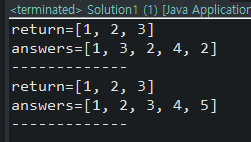 <terminated> Solution1 (1) [Java Application
return=[1, 2, 3]
answers=[1, 3, 2, 4, 2]
-------------
return=[1, 2, 3]
answers=[1, 2, 3, 4, 5]
-------------